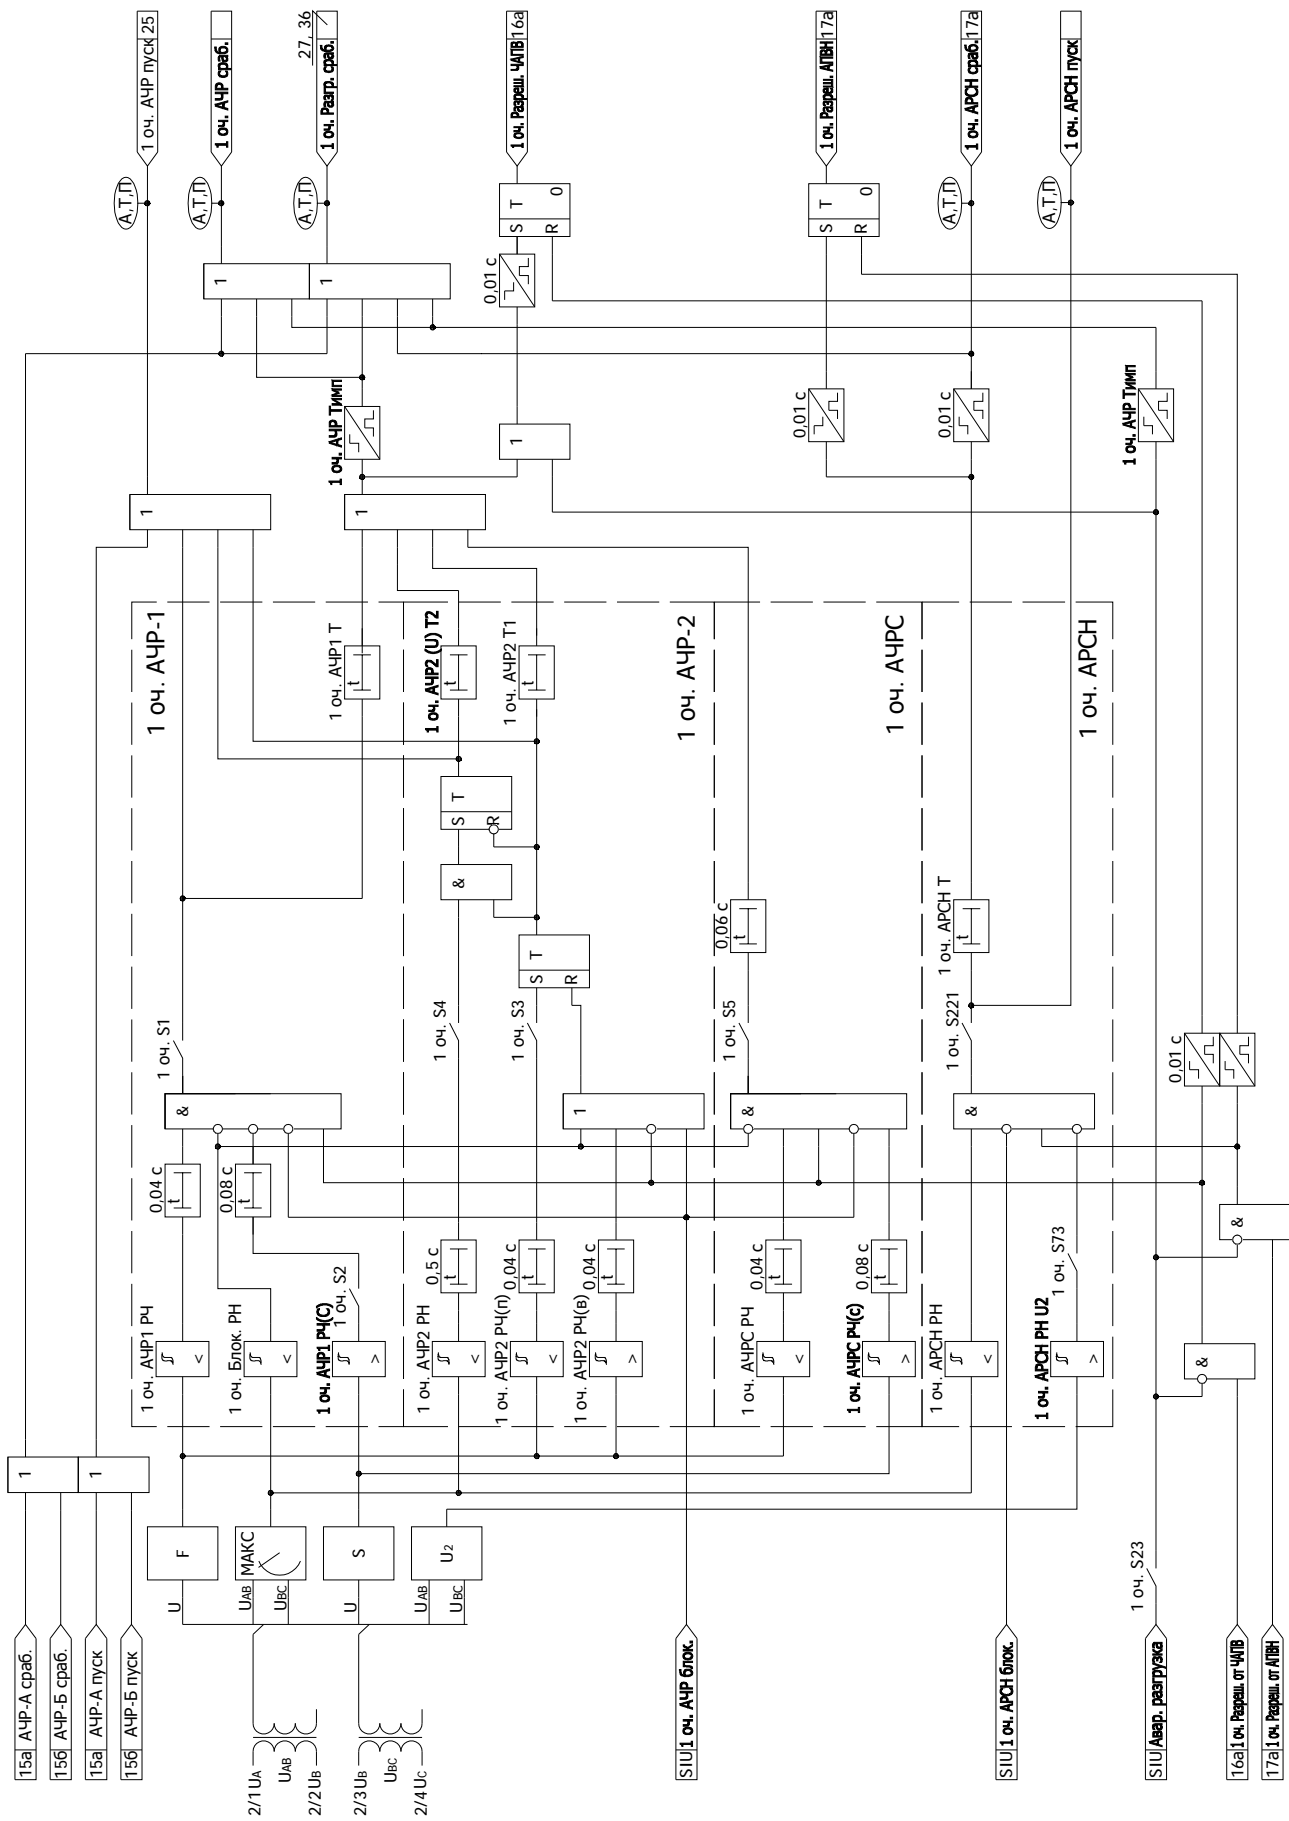 15а АЧР-А сраб.
15б АЧР-Б сраб.
15а АЧР-А пуск
15б АЧР-Б пуск
1
1
2/1 UA
UAB
2/2 UB
2/3 UB
UBC
2/4 UC
U
F
UAB
UBC
МАКС
U
S
UAB
UBC
U2
SIU 1 оч. АЧР блок.
SIU 1 оч. АРСН блок.
SIU Авар. разгрузка
16а 1 оч. Разреш. от ЧАПВ
17а 1 оч. Разреш. от АПВН
1 оч. S23
1 оч. АЧР1 РЧ
<
0,04 с
t
1 оч. Блок. РН
<
0,08 с
t
1 оч. АЧР1 РЧ(С)
>
1 оч. S2
&
1 оч. S1
1 оч. АЧР1 Т
t
1 оч. АЧР-1
1 оч. АЧР2 РН
<
0,5 с
t
1 оч. S4
&
S T
R
1 оч. АЧР2 (U) Т2
t
1 оч. АЧР2 РЧ(п)
<
0,04 с
t
1 оч. S3
S T
R
1 оч. АЧР2 Т1
t
1 оч. АЧР2 РЧ(в)
>
0,04 с
t
1
1 оч. АЧР-2
1 оч. АЧРС РЧ
<
0,04 с
t
1 оч. АЧРС РЧ(с)
>
0,08 с
t
&
1 оч. S5
0,06 с
t
1 оч. АЧРС
1 оч. АРСН РН
<
1 оч. АРСН РН U2
>
1 оч. S73
&
1 оч. S221
1 оч. АРСН Т
t
1 оч. АРСН
&
&
0,01 с
1
1
1 оч. АЧР Тимп
1
0,01 с
0,01 с
1 оч. АЧР Тимп
1
1
0,01 с
S T
R 0
S T
R 0
А,Т,П
1 оч. АЧР пуск 25
А,Т,П
1 оч. АЧР сраб.
А,Т,П
1 оч. Разгр. сраб.
27, 36
1 оч. Разреш. ЧАПВ 16а
1 оч. Разреш. АПВН 17а
А,Т,П
1 оч. АРСН сраб. 17а
А,Т,П
1 оч. АРСН пуск